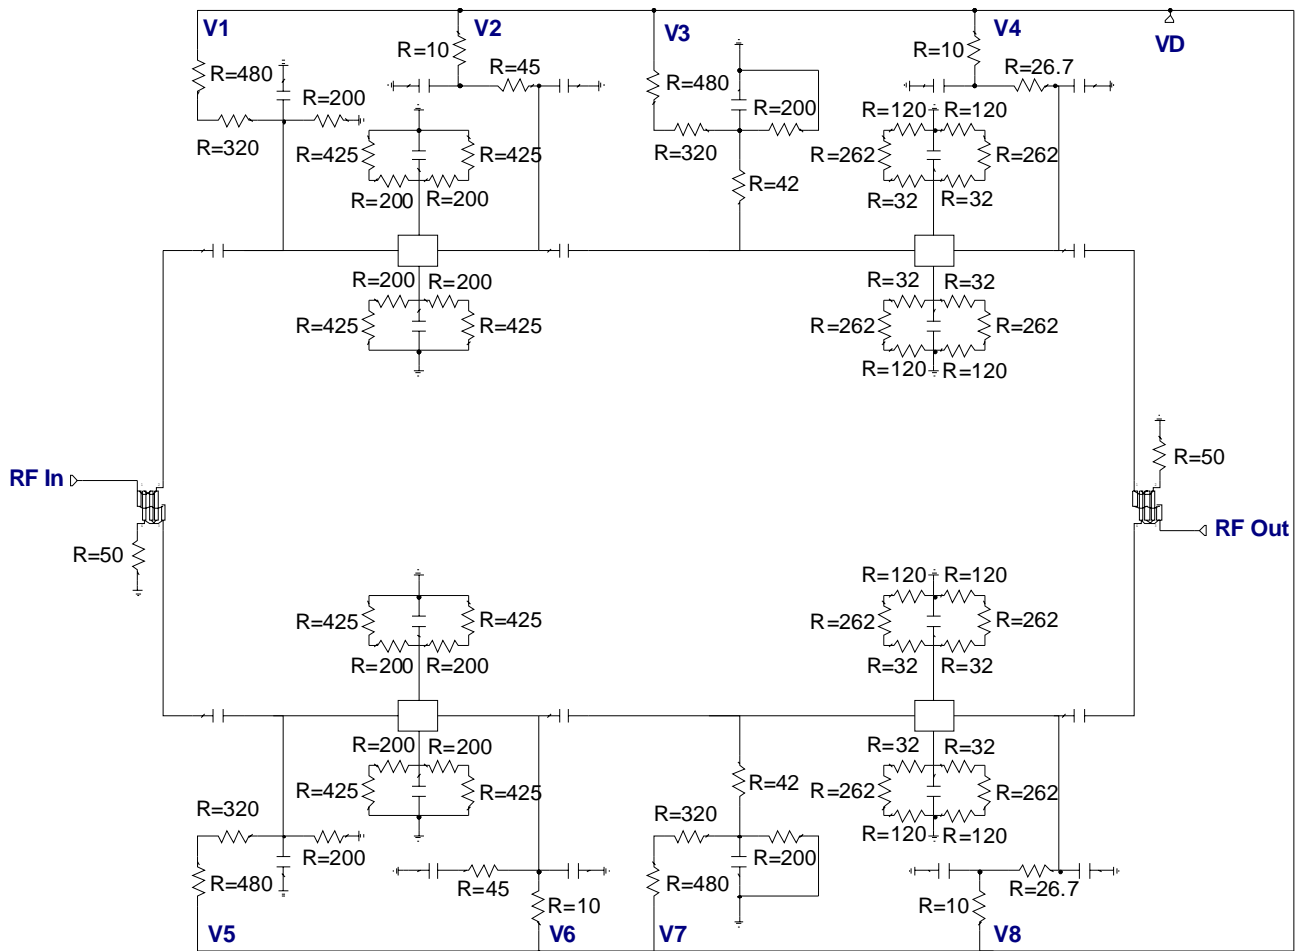 V1
V2
V3
V4
VD
R=10
R=45
R=10
R=26.7
R=480
R=200
R=320
R=480
R=200
R=320
R=42
R=425
R=425
R=200
R=200
R=120
R=120
R=262
R=262
R=32
R=32
R=200
R=200
R=425
R=425
R=32
R=32
R=262
R=262
R=120
R=120
RF In
R=50
R=50
RF Out
R=425
R=425
R=200
R=200
R=120
R=120
R=262
R=262
R=32
R=32
R=200
R=200
R=425
R=425
R=32
R=32
R=262
R=262
R=120
R=120
R=320
R=200
R=480
R=45
R=10
R=42
R=320
R=200
R=480
R=26.7
R=10
V5
V6
V7
V8